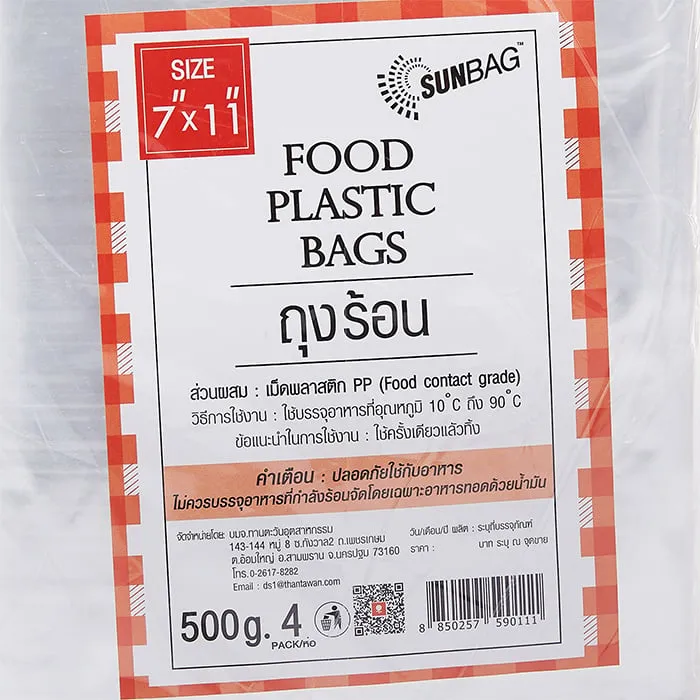 SIZE
7"x11"
SUNBAG™
FOOD
PLASTIC
BAGS
ถุงร้อน
ส่วนผสม : เม็ดพลาสติก PP (Food contact grade)
วิธีการใช้งาน : ใช้บรรจุอาหารที่อุณหภูมิ 10°C ถึง 90°C
ข้อแนะนำในการใช้งาน : ใช้ครั้งเดียวแล้วทิ้ง
คำเตือน : ปลอดภัยใช้กับอาหาร
ไม่ควรบรรจุอาหารที่กำลังร้อนจัดโดยเฉพาะอาหารทอดด้วยน้ำมัน
จัดจำหน่ายโดย: บมจ.ทานตะวันอุตสาหกรรม
143-144 หมู่ 8 ซ.กังวาล2 ถ.เพชรเกษม
ต.อ้อมใหญ่ อ.สามพราน จ.นครปฐม 73160
โทร.0-2617-8282
Email : ds1@thantawan.com
วัน/เดือน/ปี ผลิต : ระบุที่บรรจุภัณฑ์
ราคา : บาท ระบุ ณ จุดขาย
500g. 4
PACK/ห่อ
8 850257 590111